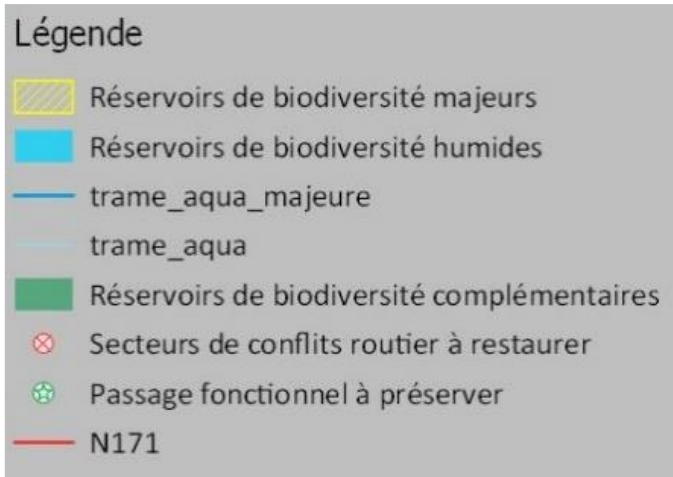 Légende
Réservoirs de biodiversité majeurs
Réservoirs de biodiversité humides
trame_aqua_majeure
trame_aqua
Réservoirs de biodiversité complémentaires
Secteurs de conflits routier à restaurer
Passage fonctionnel à préserver
N171